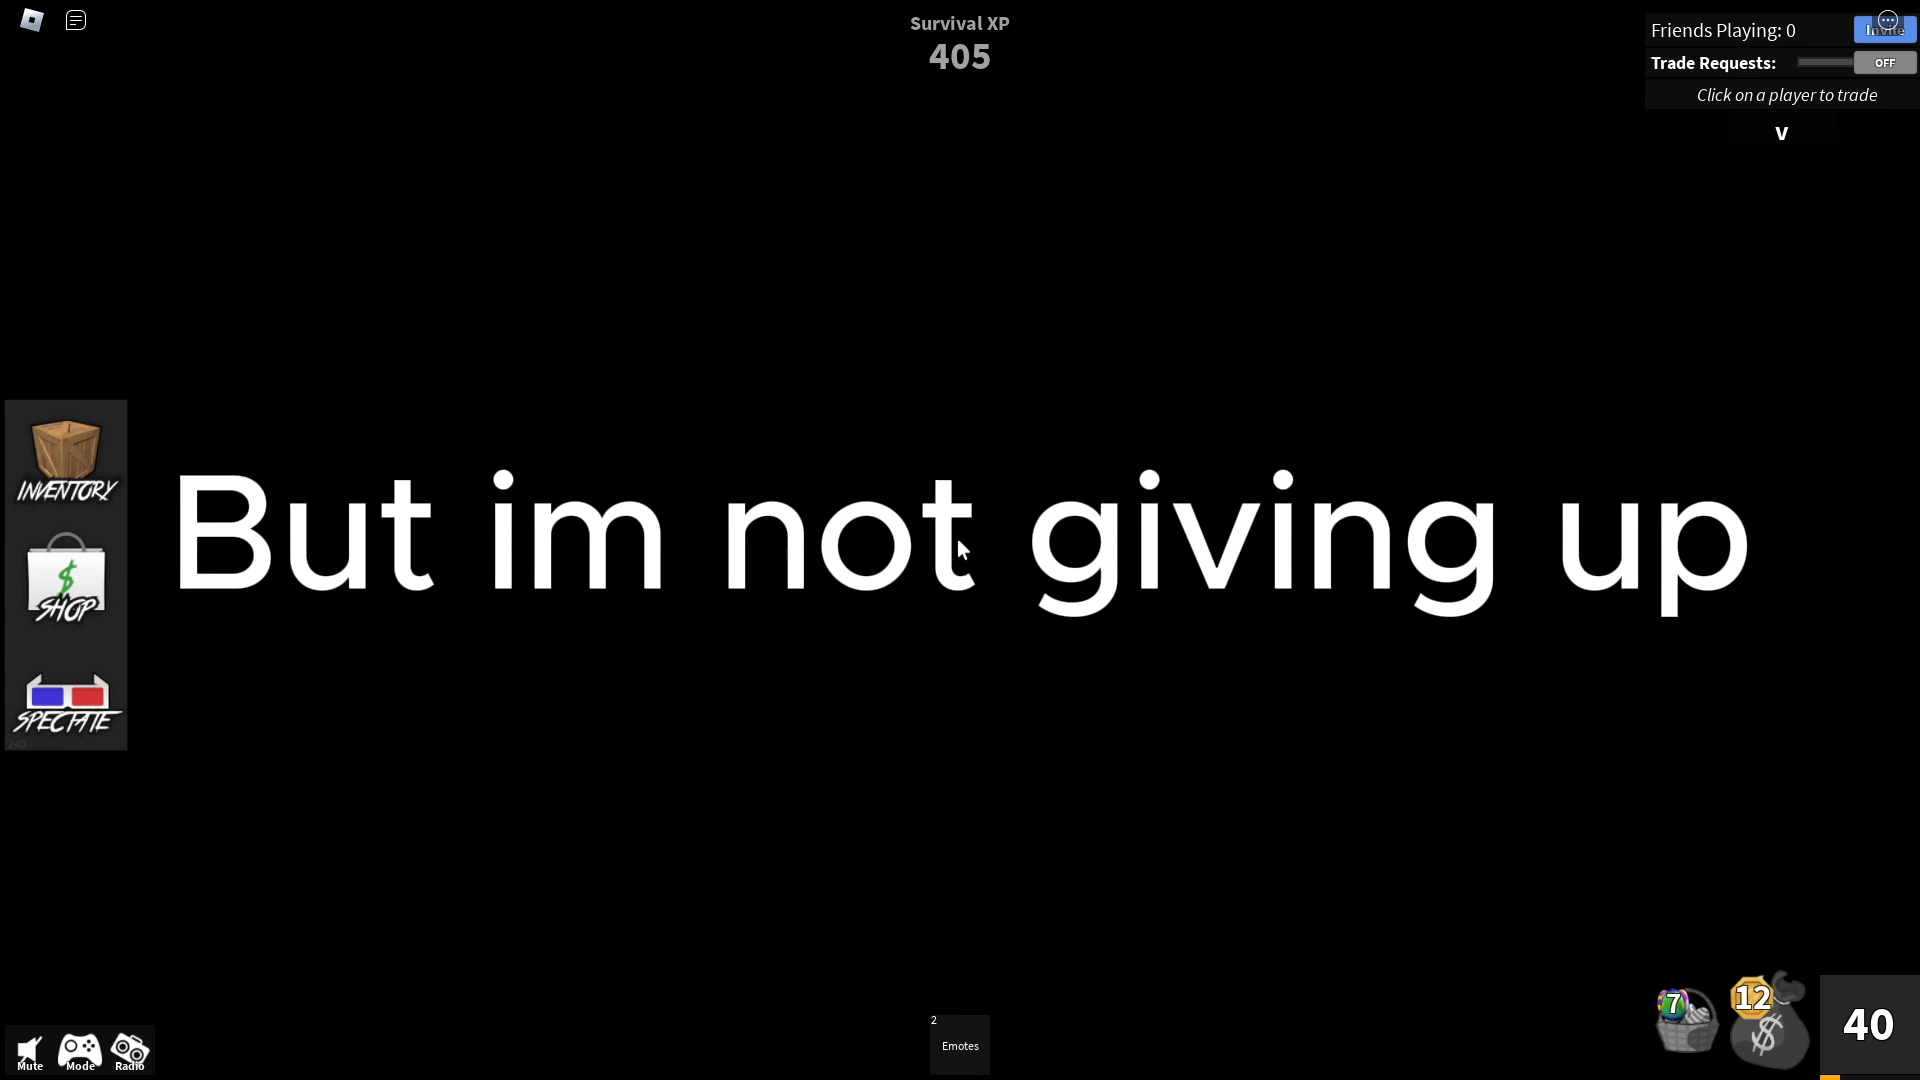 Survival XP
405
Friends Playing: 0
Trade Requests:
OFF
Click on a player to trade
v
INVENTORY
SHOP
SPECTATE
240
But im not giving up
7
12
40
2
Emotes
Mute
Mode
Radio